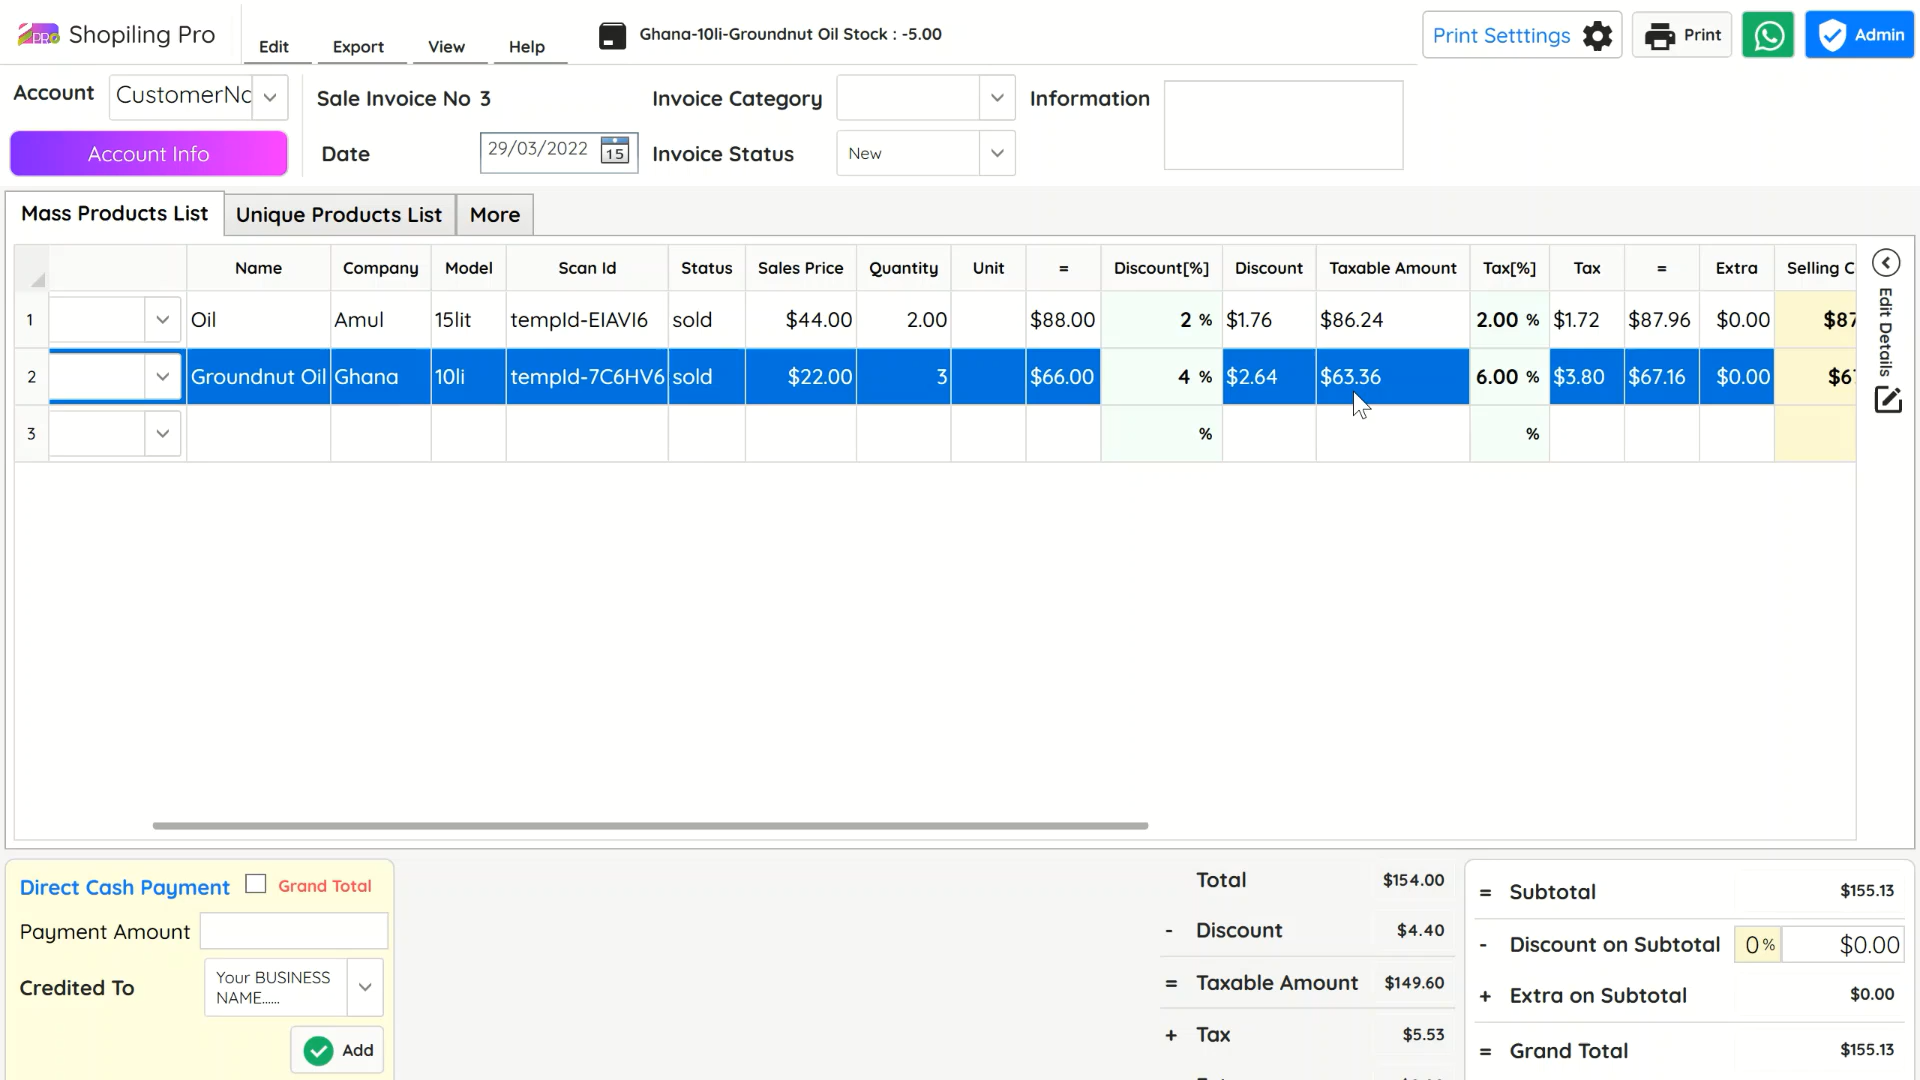 PRO Shopiling Pro
Edit Export View Help
Ghana-10li-Groundnut Oil Stock : -5.00
Print Setttings Print Admin
Account Sale Invoice No 3 Invoice Category Information
Account Info Date 29/03/2022 15 Invoice Status New
Mass Products List Unique Products List More
Name Company Model Scan Id Status Sales Price Quantity Unit = Discount[%] Discount Taxable Amount Tax[%] Tax = Extra Selling
1 Oil Amul 15lit tempId-EIAVI6 sold $44.00 2.00 $88.00 2 % $1.76 $86.24 2.00 % $1.72 $87.96 $0.00 $87
2 Groundnut Oil Ghana 10li tempId-7C6HV6 sold $22.00 3 $66.00 4 % $2.64 $63.36 6.00 % $3.80 $67.16 $0.00 $67
3 % %
Edit Details
Direct Cash Payment Grand Total
Payment Amount
Credited To Your BUSINESS
NAME......
Add
Total $154.00
- Discount $4.40
= Taxable Amount $149.60
+ Tax $5.53
= Subtotal $155.13
- Discount on Subtotal 0 % $0.00
+ Extra on Subtotal $0.00
= Grand Total $155.13